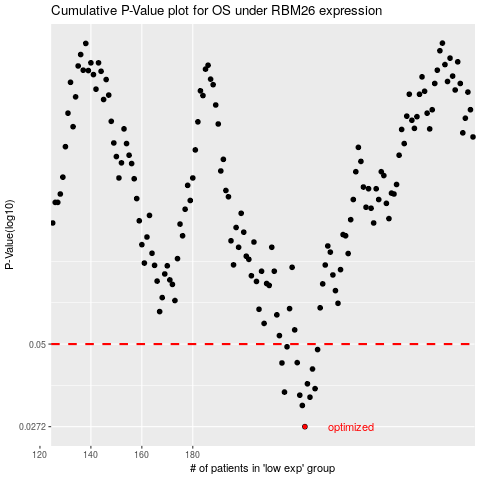 Cumulative P-Value plot for OS under RBM26 expression
P-Value(log10)
0.05
0.0272
optimized
120 140 160 180
# of patients in 'low exp' group